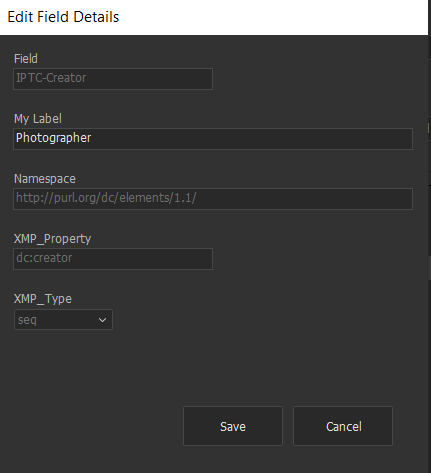 Edit Field Details
Field
IPTC-Creator
My Label
Photographer
Namespace
http://purl.org/dc/elements/1.1/
XMP_Property
dc:creator
XMP_Type
seq
Save Cancel